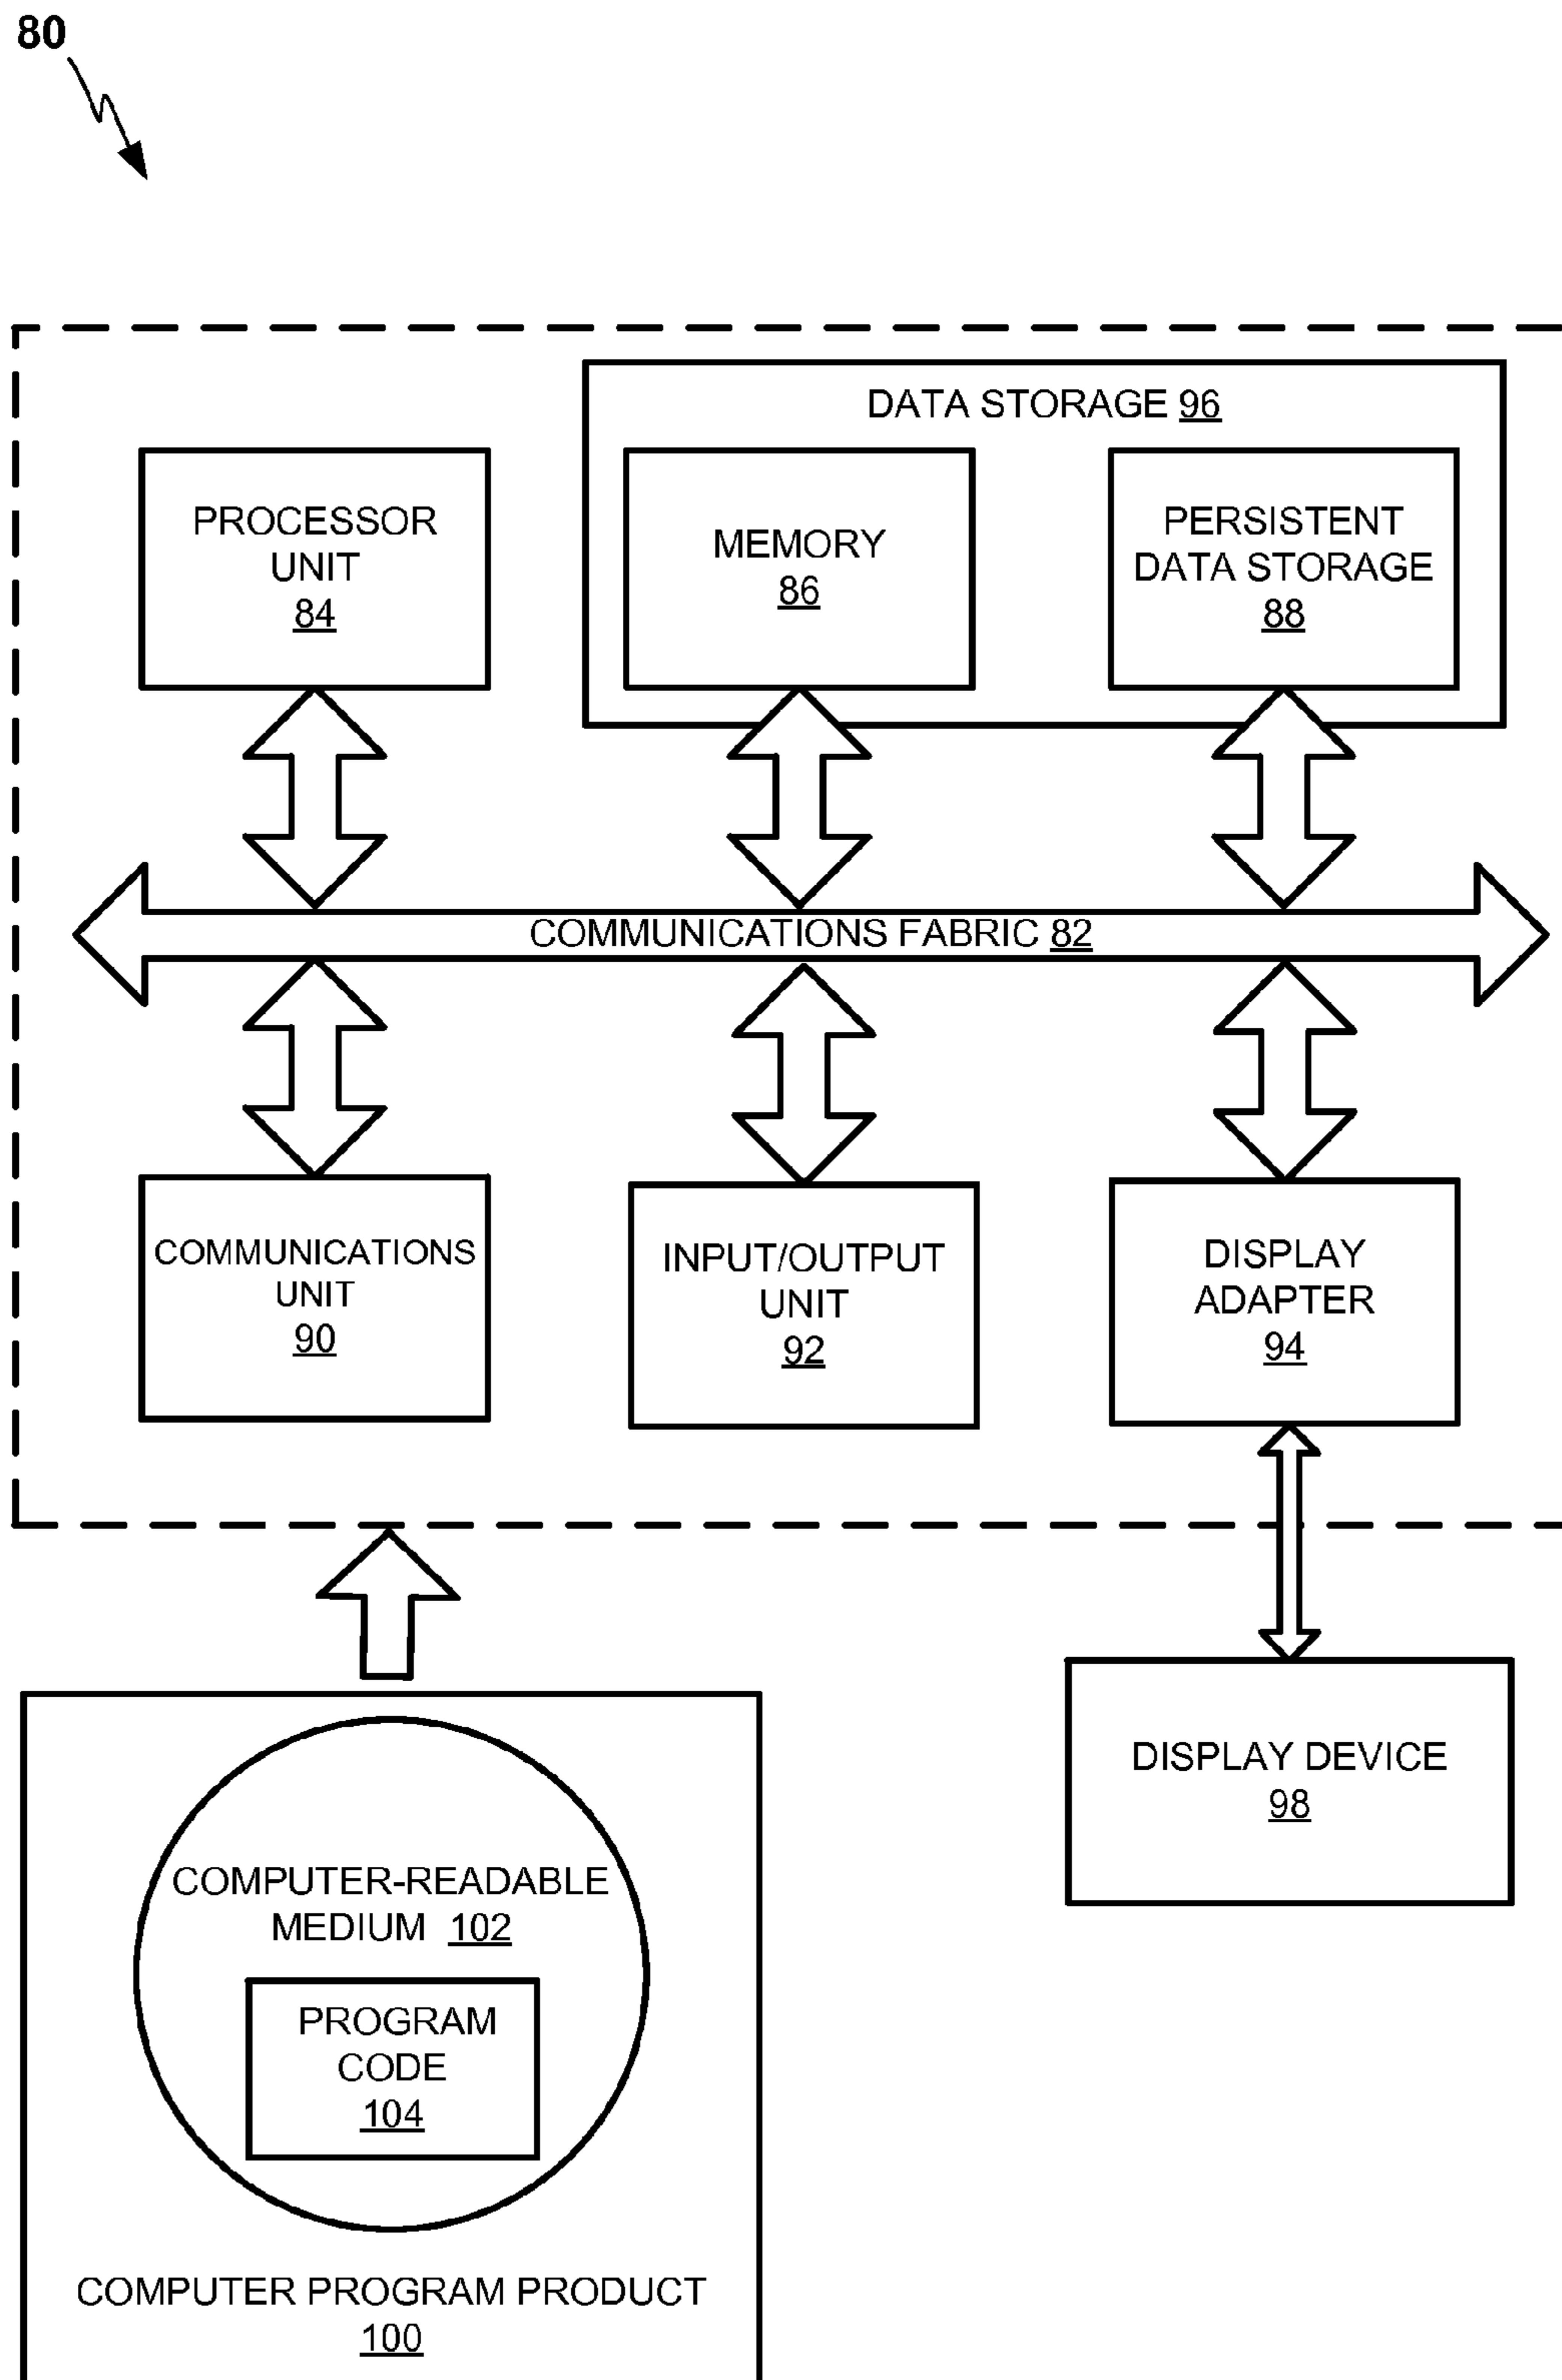 80
DATA STORAGE 96
PROCESSOR
UNIT
84
MEMORY
86
PERSISTENT
DATA STORAGE
88
COMMUNICATIONS FABRIC 82
COMMUNICATIONS
UNIT
90
INPUT/OUTPUT
UNIT
92
DISPLAY
ADAPTER
94
DISPLAY DEVICE
98
COMPUTER-READABLE
MEDIUM 102
PROGRAM
CODE
104
COMPUTER PROGRAM PRODUCT
100